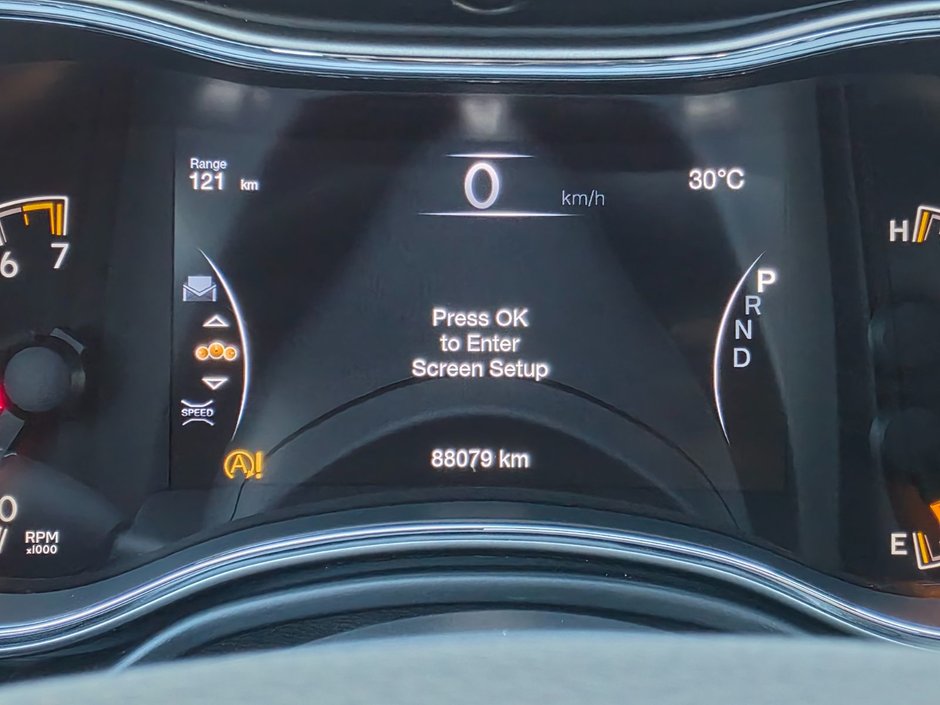 Range
121 km
0 km/h
30°C
6 7
H
P
R
N
D
Press OK
to Enter
Screen Setup
SPEED
A!
88079 km
0
RPM
x1000
E